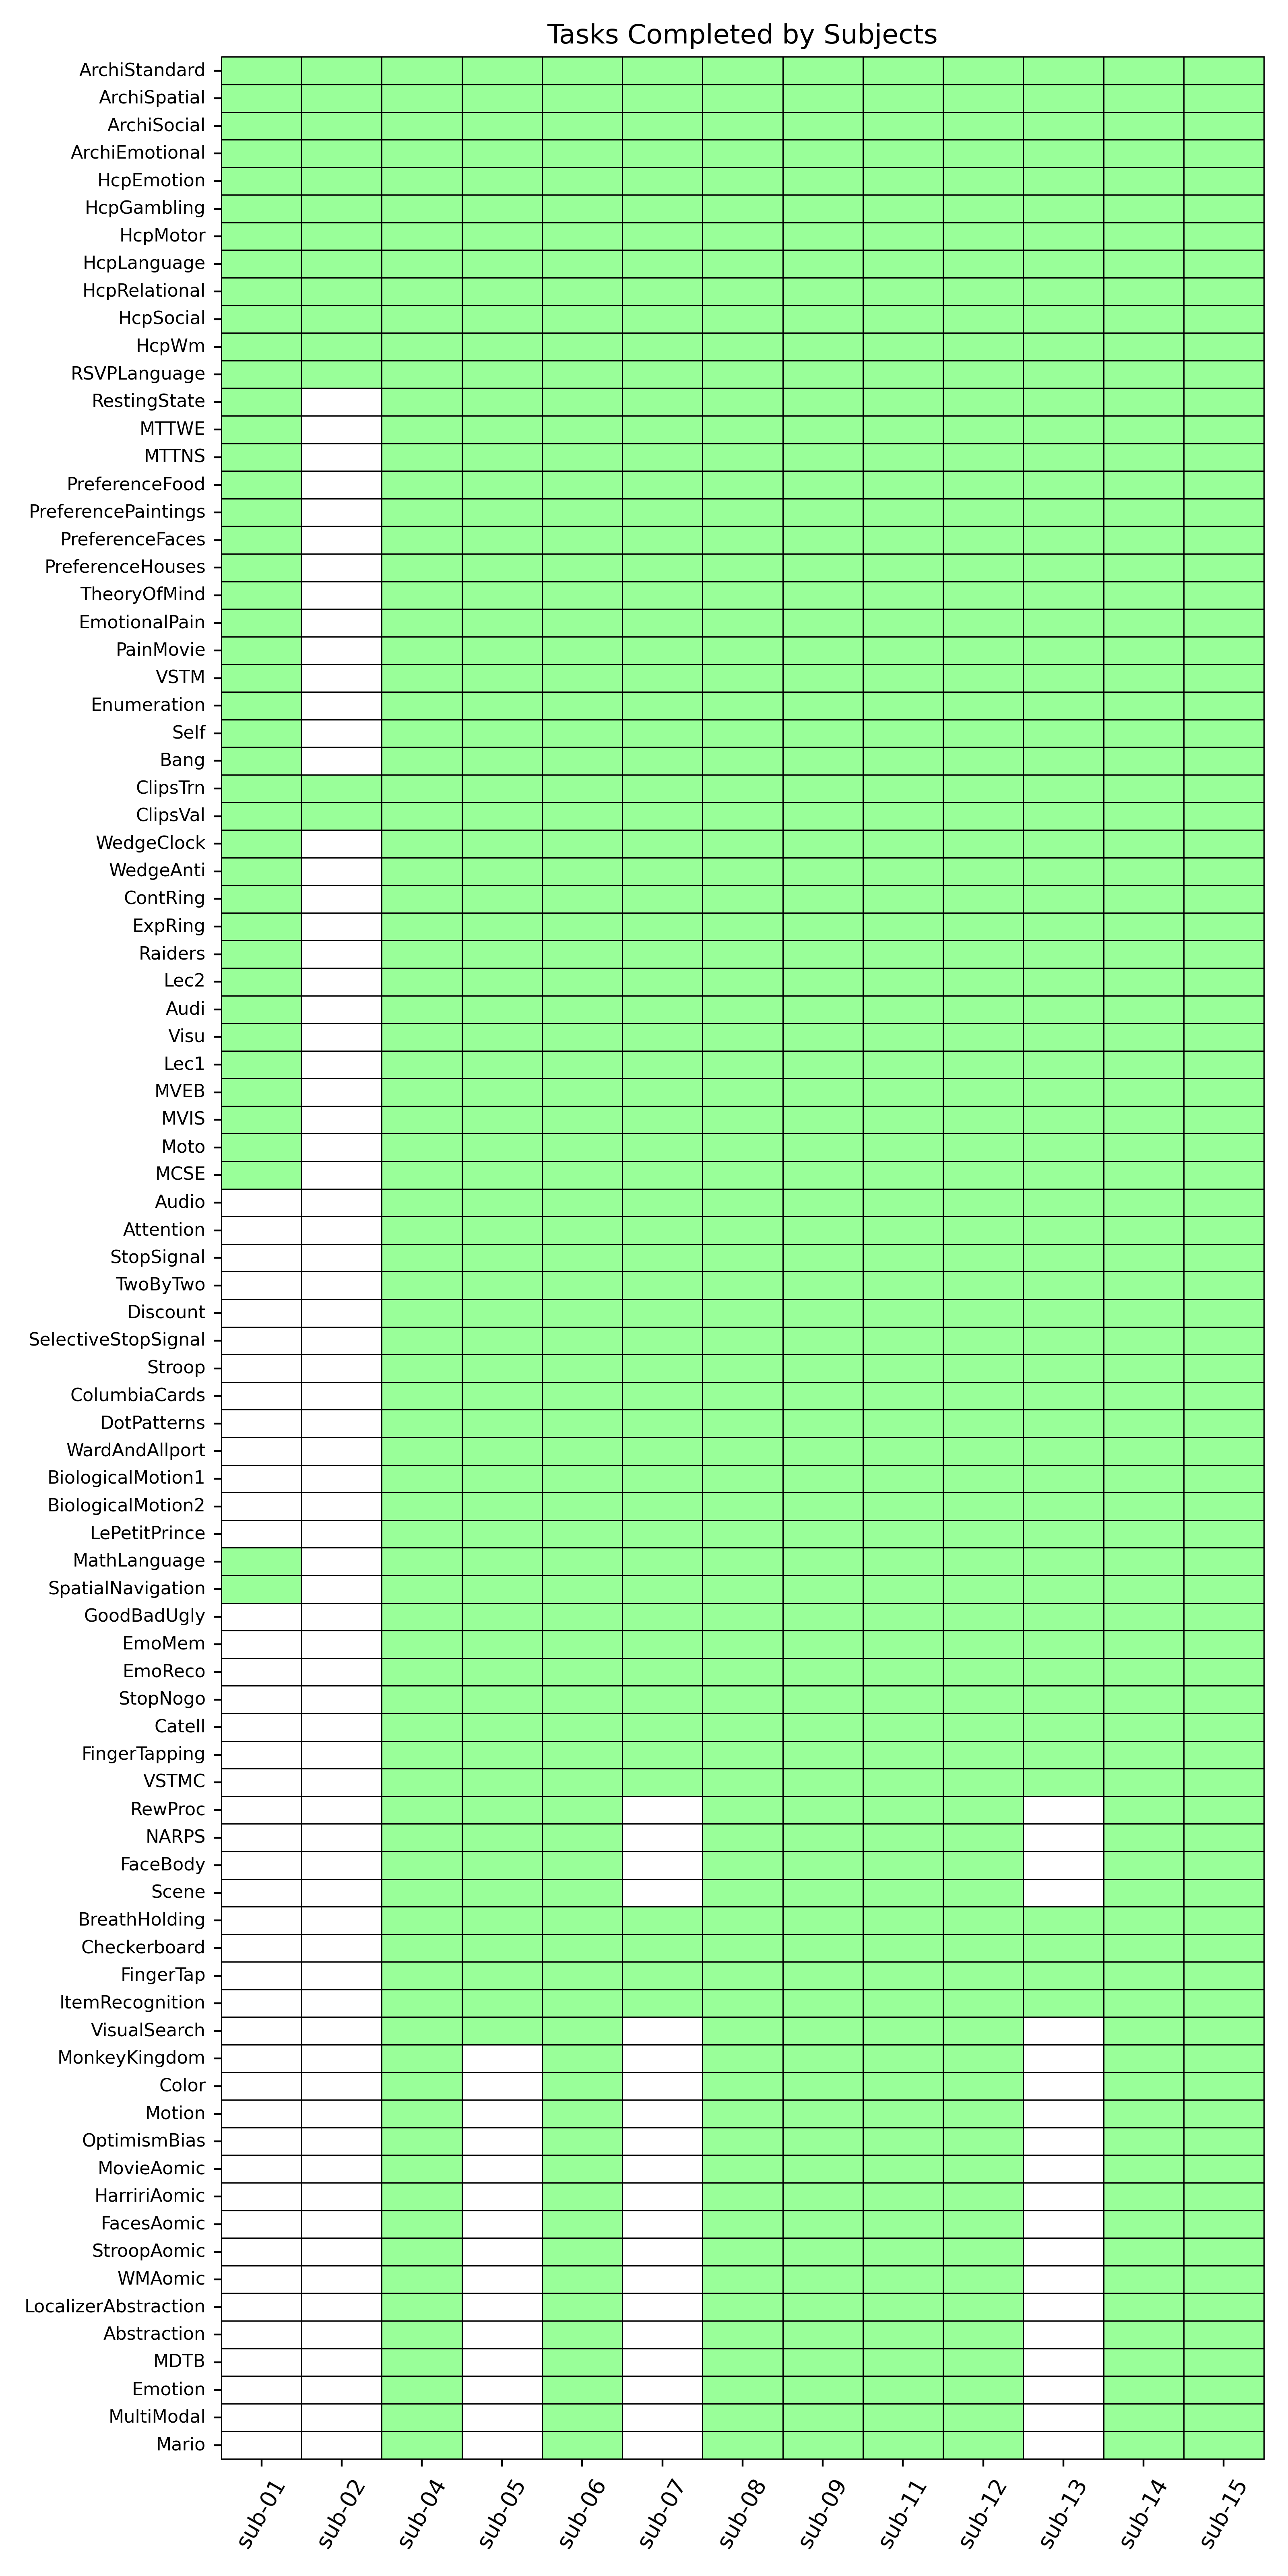 Tasks Completed by Subjects
ArchiStandard
ArchiSpatial
ArchiSocial
ArchiEmotional
HcpEmotion
HcpGambling
HcpMotor
HcpLanguage
HcpRelational
HcpSocial
HcpWm
RSVPLanguage
RestingState
MTTWE
MTTNS
PreferenceFood
PreferencePaintings
PreferenceFaces
PreferenceHouses
TheoryOfMind
EmotionalPain
PainMovie
VSTM
Enumeration
Self
Bang
ClipsTrn
ClipsVal
WedgeClock
WedgeAnti
ContRing
ExpRing
Raiders
Lec2
Audi
Visu
Lec1
MVEB
MVIS
Moto
MCSE
Audio
Attention
StopSignal
TwoByTwo
Discount
SelectiveStopSignal
Stroop
ColumbiaCards
DotPatterns
WardAndAllport
BiologicalMotion1
BiologicalMotion2
LePetitPrince
MathLanguage
SpatialNavigation
GoodBadUgly
EmoMem
EmoReco
StopNogo
Catell
FingerTapping
VSTMC
RewProc
NARPS
FaceBody
Scene
BreathHolding
Checkerboard
FingerTap
ItemRecognition
VisualSearch
MonkeyKingdom
Color
Motion
OptimismBias
MovieAomic
HarririAomic
FacesAomic
StroopAomic
WMAomic
LocalizerAbstraction
Abstraction
MDTB
Emotion
MultiModal
Mario
sub-01 sub-02 sub-04 sub-05 sub-06 sub-07 sub-08 sub-09 sub-11 sub-12 sub-13 sub-14 sub-15